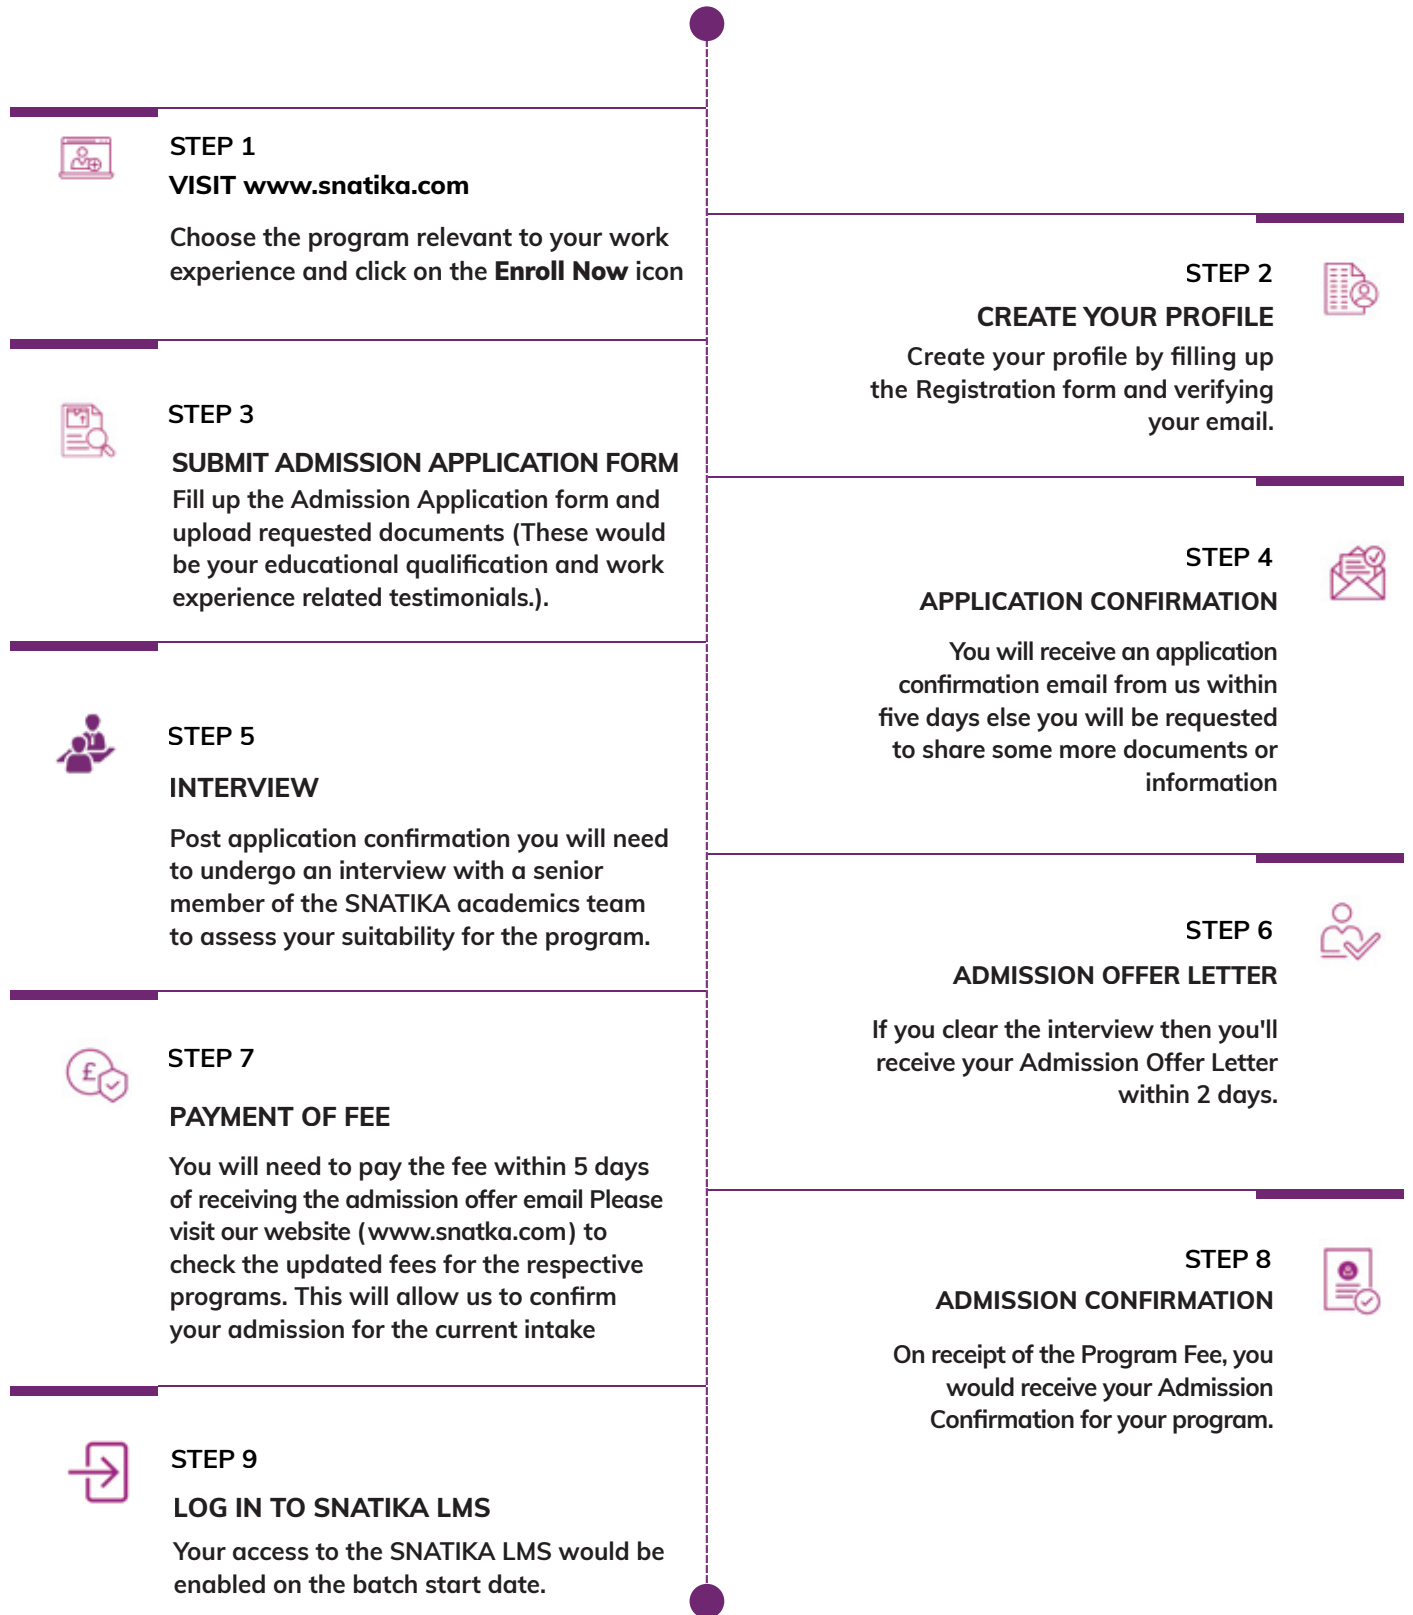 STEP 1
VISIT www.snatika.com
Choose the program relevant to your work
experience and click on the Enroll Now icon
STEP 2
CREATE YOUR PROFILE
Create your profile by filling up
the Registration form and verifying
your email.
STEP 3
SUBMIT ADMISSION APPLICATION FORM
Fill up the Admission Application form and
upload requested documents (These would
be your educational qualification and work
experience related testimonials.).
STEP 4
APPLICATION CONFIRMATION
You will receive an application
confirmation email from us within
five days else you will be requested
to share some more documents or
information
STEP 5
INTERVIEW
Post application confirmation you will need
to undergo an interview with a senior
member of the SNATIKA academics team
to assess your suitability for the program.
STEP 6
ADMISSION OFFER LETTER
If you clear the interview then you'll
receive your Admission Offer Letter
within 2 days.
£
STEP 7
PAYMENT OF FEE
You will need to pay the fee within 5 days
of receiving the admission offer email Please
visit our website (www.snatka.com) to
check the updated fees for the respective
programs. This will allow us to confirm
your admission for the current intake
STEP 8
ADMISSION CONFIRMATION
On receipt of the Program Fee, you
would receive your Admission
Confirmation for your program.
STEP 9
LOG IN TO SNATIKA LMS
Your access to the SNATIKA LMS would be
enabled on the batch start date.